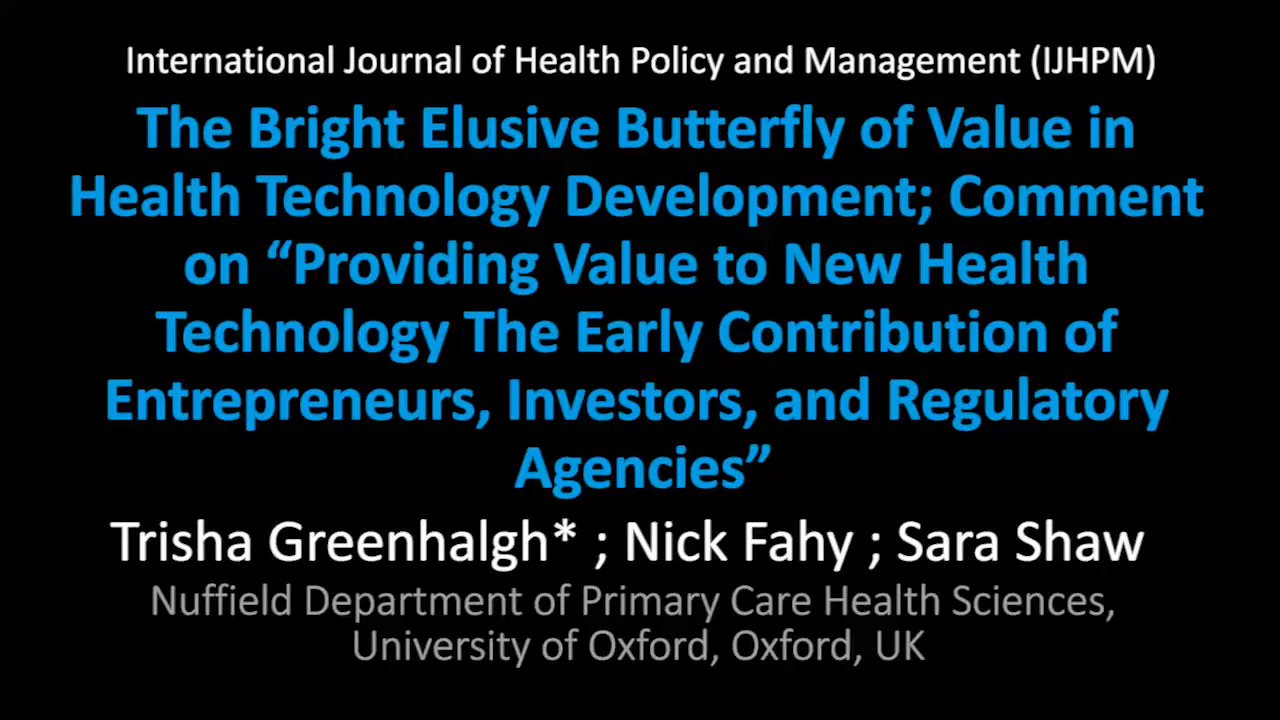 International Journal of Health Policy and Management (IJHPM)
The Bright Elusive Butterfly of Value in
Health Technology Development; Comment
on “Providing Value to New Health
Technology The Early Contribution of
Entrepreneurs, Investors, and Regulatory
Agencies”
Trisha Greenhalgh* ; Nick Fahy ; Sara Shaw
Nuffield Department of Primary Care Health Sciences,
University of Oxford, Oxford, UK